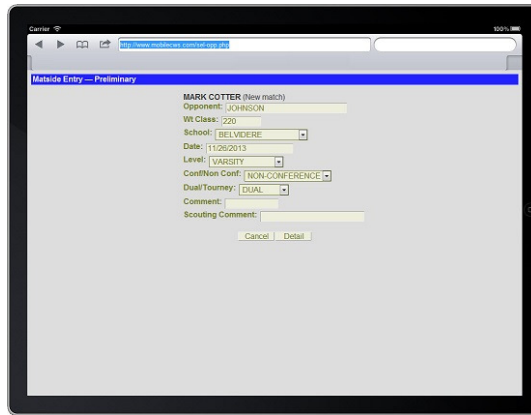 Carrier 100%
http://www.mobilecws.com/sel-opp.php
Matside Entry — Preliminary
MARK COTTER (New match)
Opponent: JOHNSON
Wt Class: 220
School: BELVIDERE
Date: 11/26/2013
Level: VARSITY
Conf/Non Conf: NON-CONFERENCE
Dual/Tourney: DUAL
Comment:
Scouting Comment:
Cancel Detail